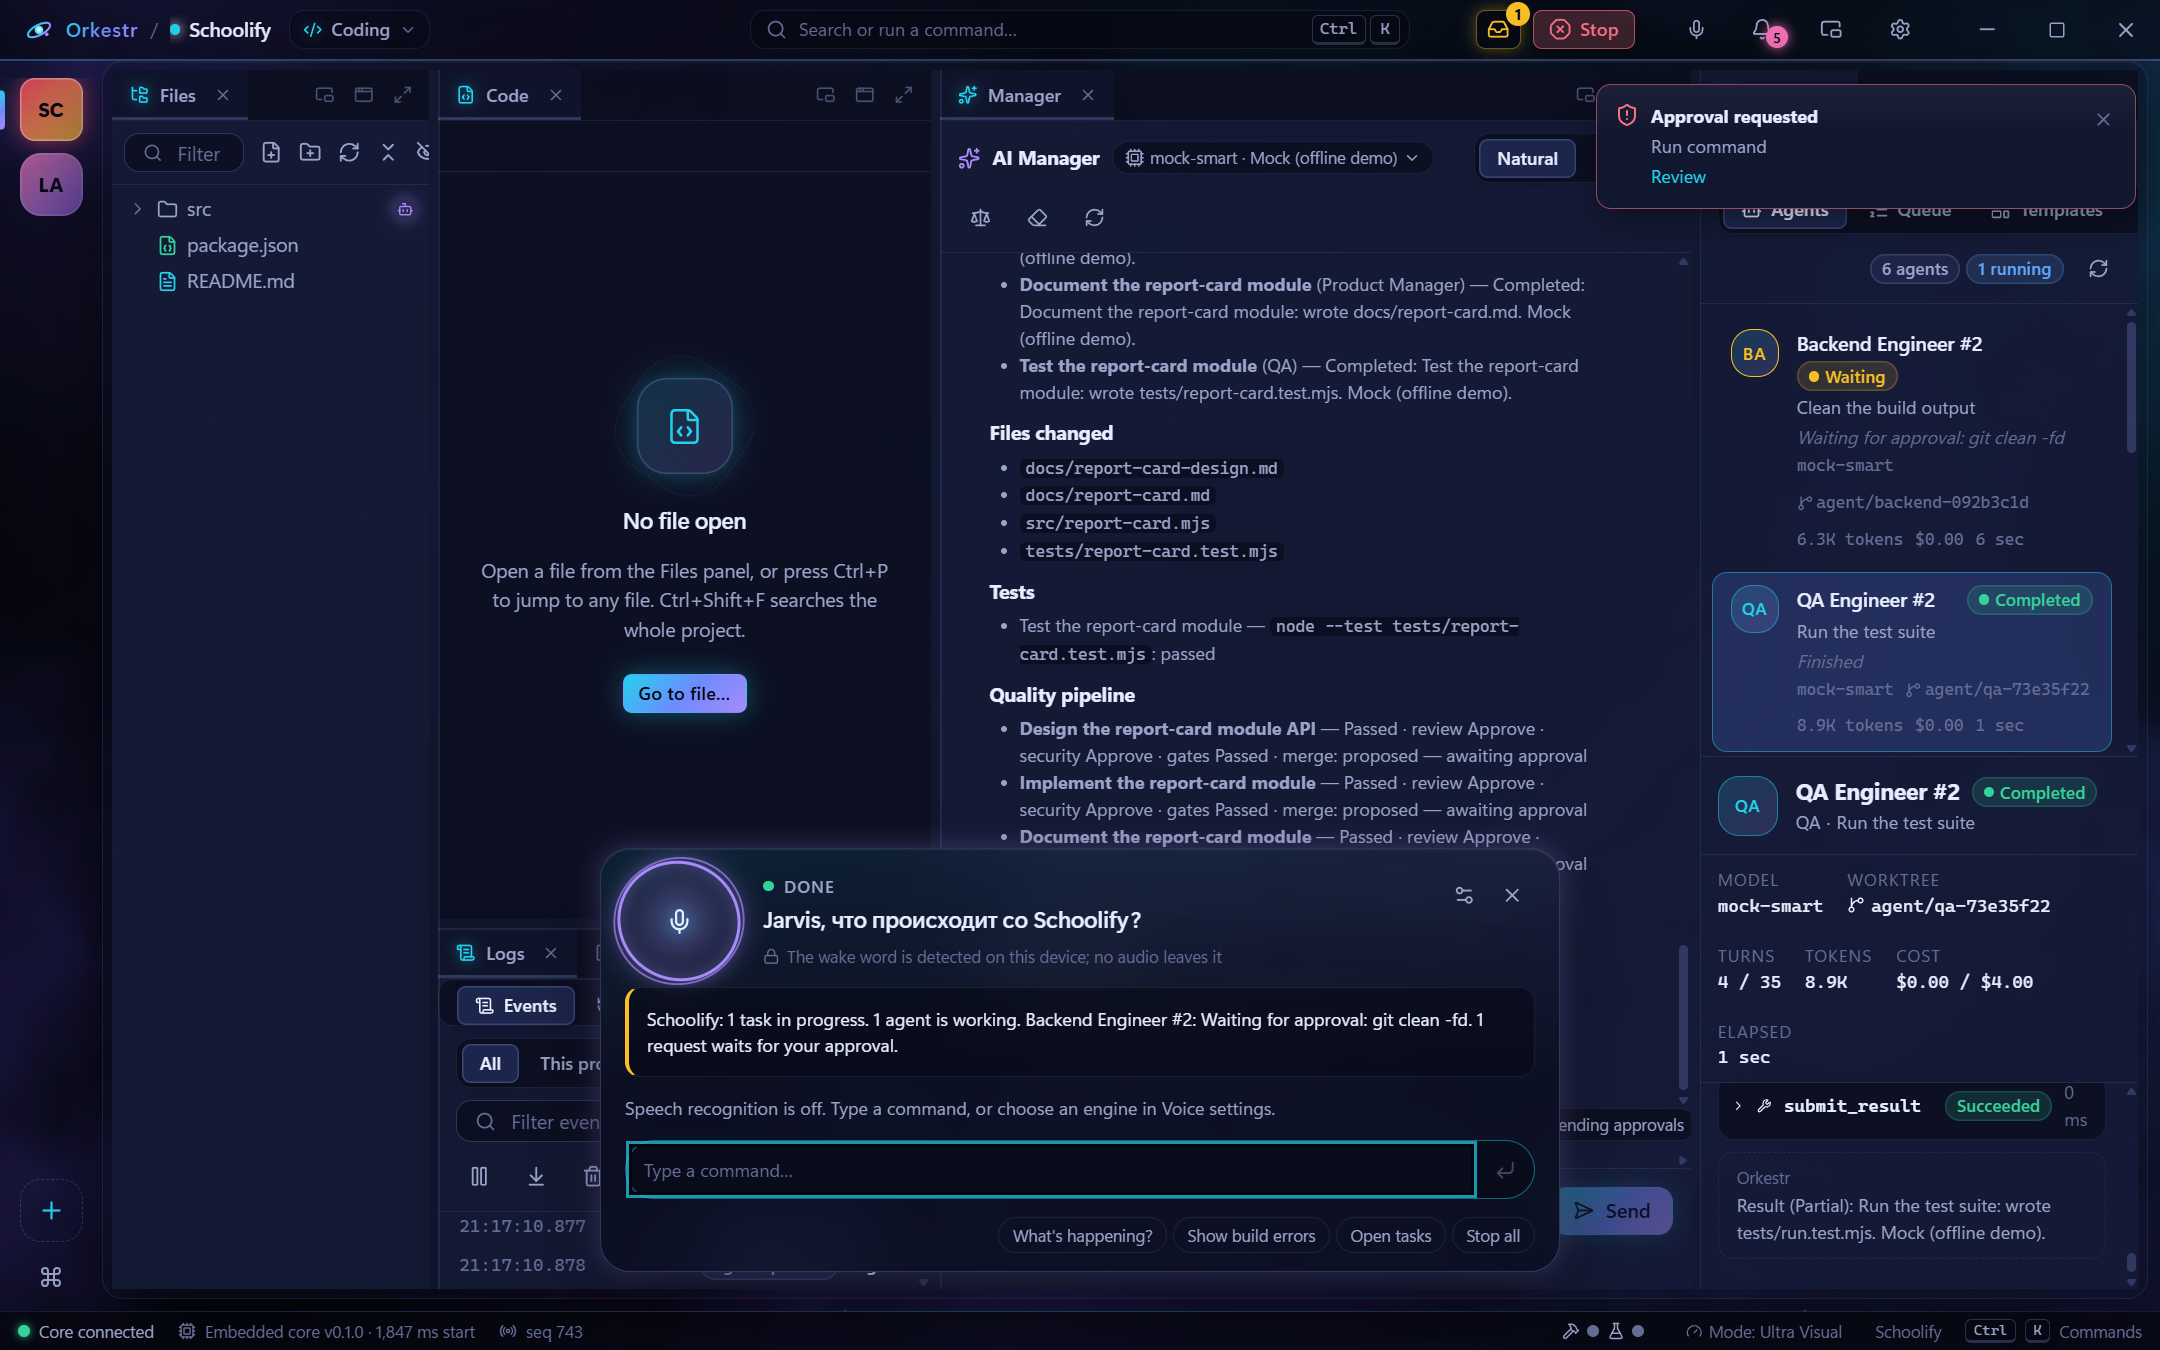 Orkestr / Schoolify
Coding
Search or run a command...
Ctrl K
1
Stop
5
SC
LA
Files
Filter
src
package.json
README.md
Code
No file open
Open a file from the Files panel, or press Ctrl+P
to jump to any file. Ctrl+Shift+F searches the
whole project.
Go to file...
Manager
AI Manager
mock-smart · Mock (offline demo)
Natural
(offline demo).
Document the report-card module (Product Manager) — Completed:
Document the report-card module: wrote docs/report-card.md. Mock
(offline demo).
Test the report-card module (QA) — Completed: Test the report-card
module: wrote tests/report-card.test.mjs. Mock (offline demo).
Files changed
docs/report-card-design.md
docs/report-card.md
src/report-card.mjs
tests/report-card.test.mjs
Tests
Test the report-card module — node --test tests/report-
card.test.mjs : passed
Quality pipeline
Design the report-card module API — Passed · review Approve ·
security Approve · gates Passed · merge: proposed — awaiting approval
Implement the report-card module — Passed · review Approve ·
security Approve · gates Passed · merge: proposed — awaiting approval
Document the report-card module — Passed · review Approve ·
oval
ending approvals
Send
Approval requested
Run command
Review
Agents
Queue
Templates
6 agents
1 running
BA
Backend Engineer #2
Waiting
Clean the build output
Waiting for approval: git clean -fd
mock-smart
agent/backend-092b3c1d
6.3K tokens $0.00 6 sec
QA
QA Engineer #2
Completed
Run the test suite
Finished
mock-smart agent/qa-73e35f22
8.9K tokens $0.00 1 sec
QA
QA Engineer #2
Completed
QA · Run the test suite
MODEL
mock-smart
WORKTREE
agent/qa-73e35f22
TURNS
4 / 35
TOKENS
8.9K
COST
$0.00 / $4.00
ELAPSED
1 sec
submit_result
Succeeded
0
ms
Orkestr
Result (Partial): Run the test suite: wrote
tests/run.test.mjs. Mock (offline demo).
Logs
Events
All
This pro
Filter even
21:17:10.877
21:17:10.878
DONE
Jarvis, что происходит со Schoolify?
The wake word is detected on this device; no audio leaves it
Schoolify: 1 task in progress. 1 agent is working. Backend Engineer #2: Waiting for approval: git clean -fd. 1
request waits for your approval.
Speech recognition is off. Type a command, or choose an engine in Voice settings.
Type a command...
What's happening?
Show build errors
Open tasks
Stop all
Core connected
Embedded core v0.1.0 · 1,847 ms start
seq 743
Mode: Ultra Visual
Schoolify
Ctrl K Commands